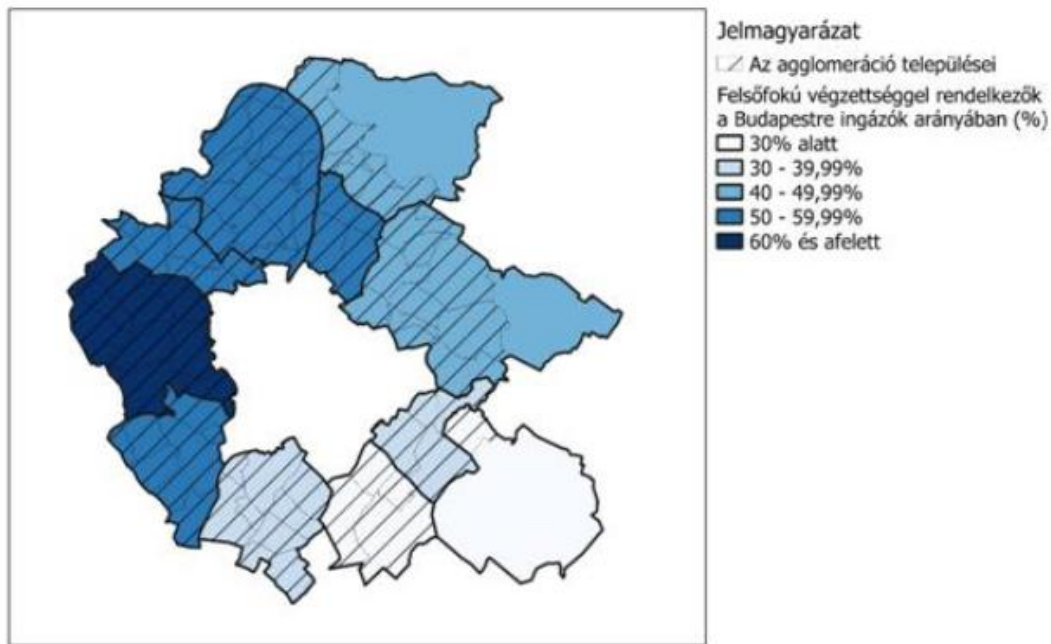 Jelmagyarázat
Az agglomeráció települései
Felsőfokú végzettséggel rendelkezők
a Budapestre ingázók arányában (%)
30% alatt
30 - 39,99%
40 - 49,99%
50 - 59,99%
60% és afelett